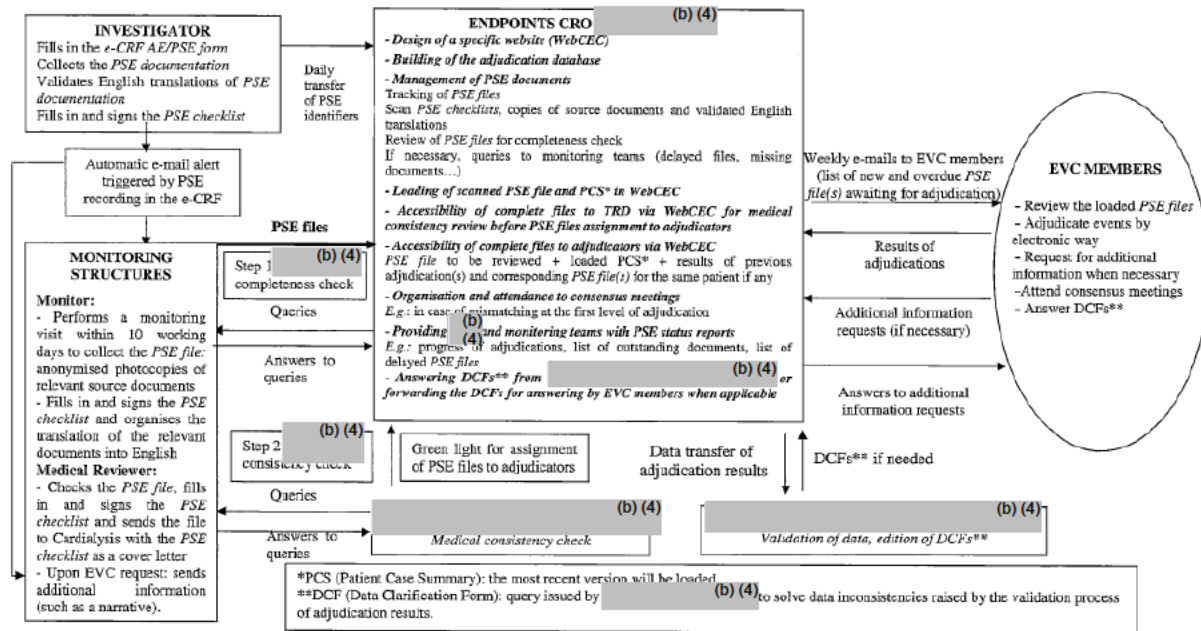 INVESTIGATOR
Fills in the e-CRF AE/PSE form
Collects the PSE documentation
Validates English translations of PSE
documentation
Fills in and signs the PSE checklist
Automatic e-mail alert
triggered by PSE
recording in the e-CRF
MONITORING
STRUCTURES
Monitor:
- Performs a monitoring
visit within 10 working
days to collect the PSE file:
anonymised photocopies of
relevant source documents
- Fills in and signs the PSE
checklist and organises the
translation of the relevant
documents into English
Medical Reviewer:
- Checks the PSE file, fills
in and signs the PSE
checklist and sends the file
to Cardialysis with the PSE
checklist as a cover letter
- Upon EVC request: sends
additional information
(such as a narrative).
Daily
transfer
of PSE
identifiers
PSE files
Step 1 (b) (4)
completeness check
Queries
Answers to
queries
Step 2 (b) (4)
consistency check
Queries
Answers to
queries
ENDPOINTS CRO (b) (4)
- Design of a specific website (WebCEC)
- Building of the adjudication database
- Management of PSE documents
Tracking of PSE files
Scan PSE checklists, copies of source documents and validated English
translations
Review of PSE files for completeness check
If necessary, queries to monitoring teams (delayed files, missing
documents...)
- Loading of scanned PSE file and PCS* in WebCEC
- Accessibility of complete files to TRD via WebCEC for medical
consistency review before PSE files assignment to adjudicators
- Accessibility of complete files to adjudicators via WebCEC
PSE file to be reviewed + loaded PCS* + results of previous
adjudication(s) and corresponding PSE file(s) for the same patient if any
- Organisation and attendance to consensus meetings
E.g.: in case of mismatching at the first level of adjudication
- Providing (b) (4) and monitoring teams with PSE status reports
E.g.: progress of adjudications, list of outstanding documents, list of
delayed PSE files
- Answering DCFs** from (b) (4) or
forwarding the DCFs for answering by EVC members when applicable
Green light for assignment
of PSE files to adjudicators
(b) (4)
Medical consistency check
Data transfer of
adjudication results
DCFs** if needed
(b) (4)
Validation of data, edition of DCFs**
Weekly e-mails to EVC members
(list of new and overdue PSE
file(s) awaiting for adjudication)
Results of
adjudications
Additional information
requests (if necessary)
Answers to additional
information requests
EVC MEMBERS
- Review the loaded PSE files
- Adjudicate events by
electronic way
- Request for additional
information when necessary
-Attend consensus meetings
- Answer DCFs**
*PCS (Patient Case Summary): the most recent version will be loaded
**DCF (Data Clarification Form): query issued by (b) (4) to solve data inconsistencies raised by the validation process
of adjudication results.